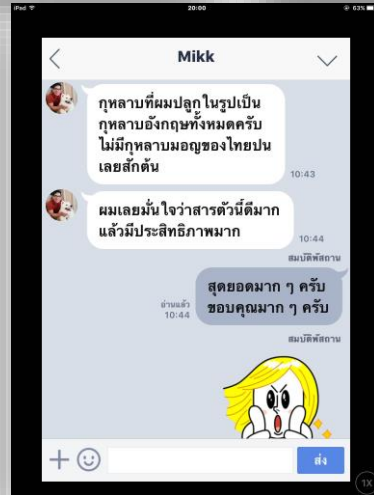 iPad
20:00
63%
Mikk
กุหลาบที่ผมปลูกในรูปเป็น
กุหลาบอังกฤษทั้งหมดครับ
ไม่มีกุหลาบมอญของไทยปน
เลยสักต้น
10:43
ผมเลยมั่นใจว่าสารตัวนี้ดีมาก
แล้วมีประสิทธิภาพมาก
10:44
สมบัติพัสถาน
สุดยอดมาก ๆ ครับ
ขอบคุณมาก ๆ ครับ
อ่านแล้ว
10:44
สมบัติพัสถาน
ส่ง
1X